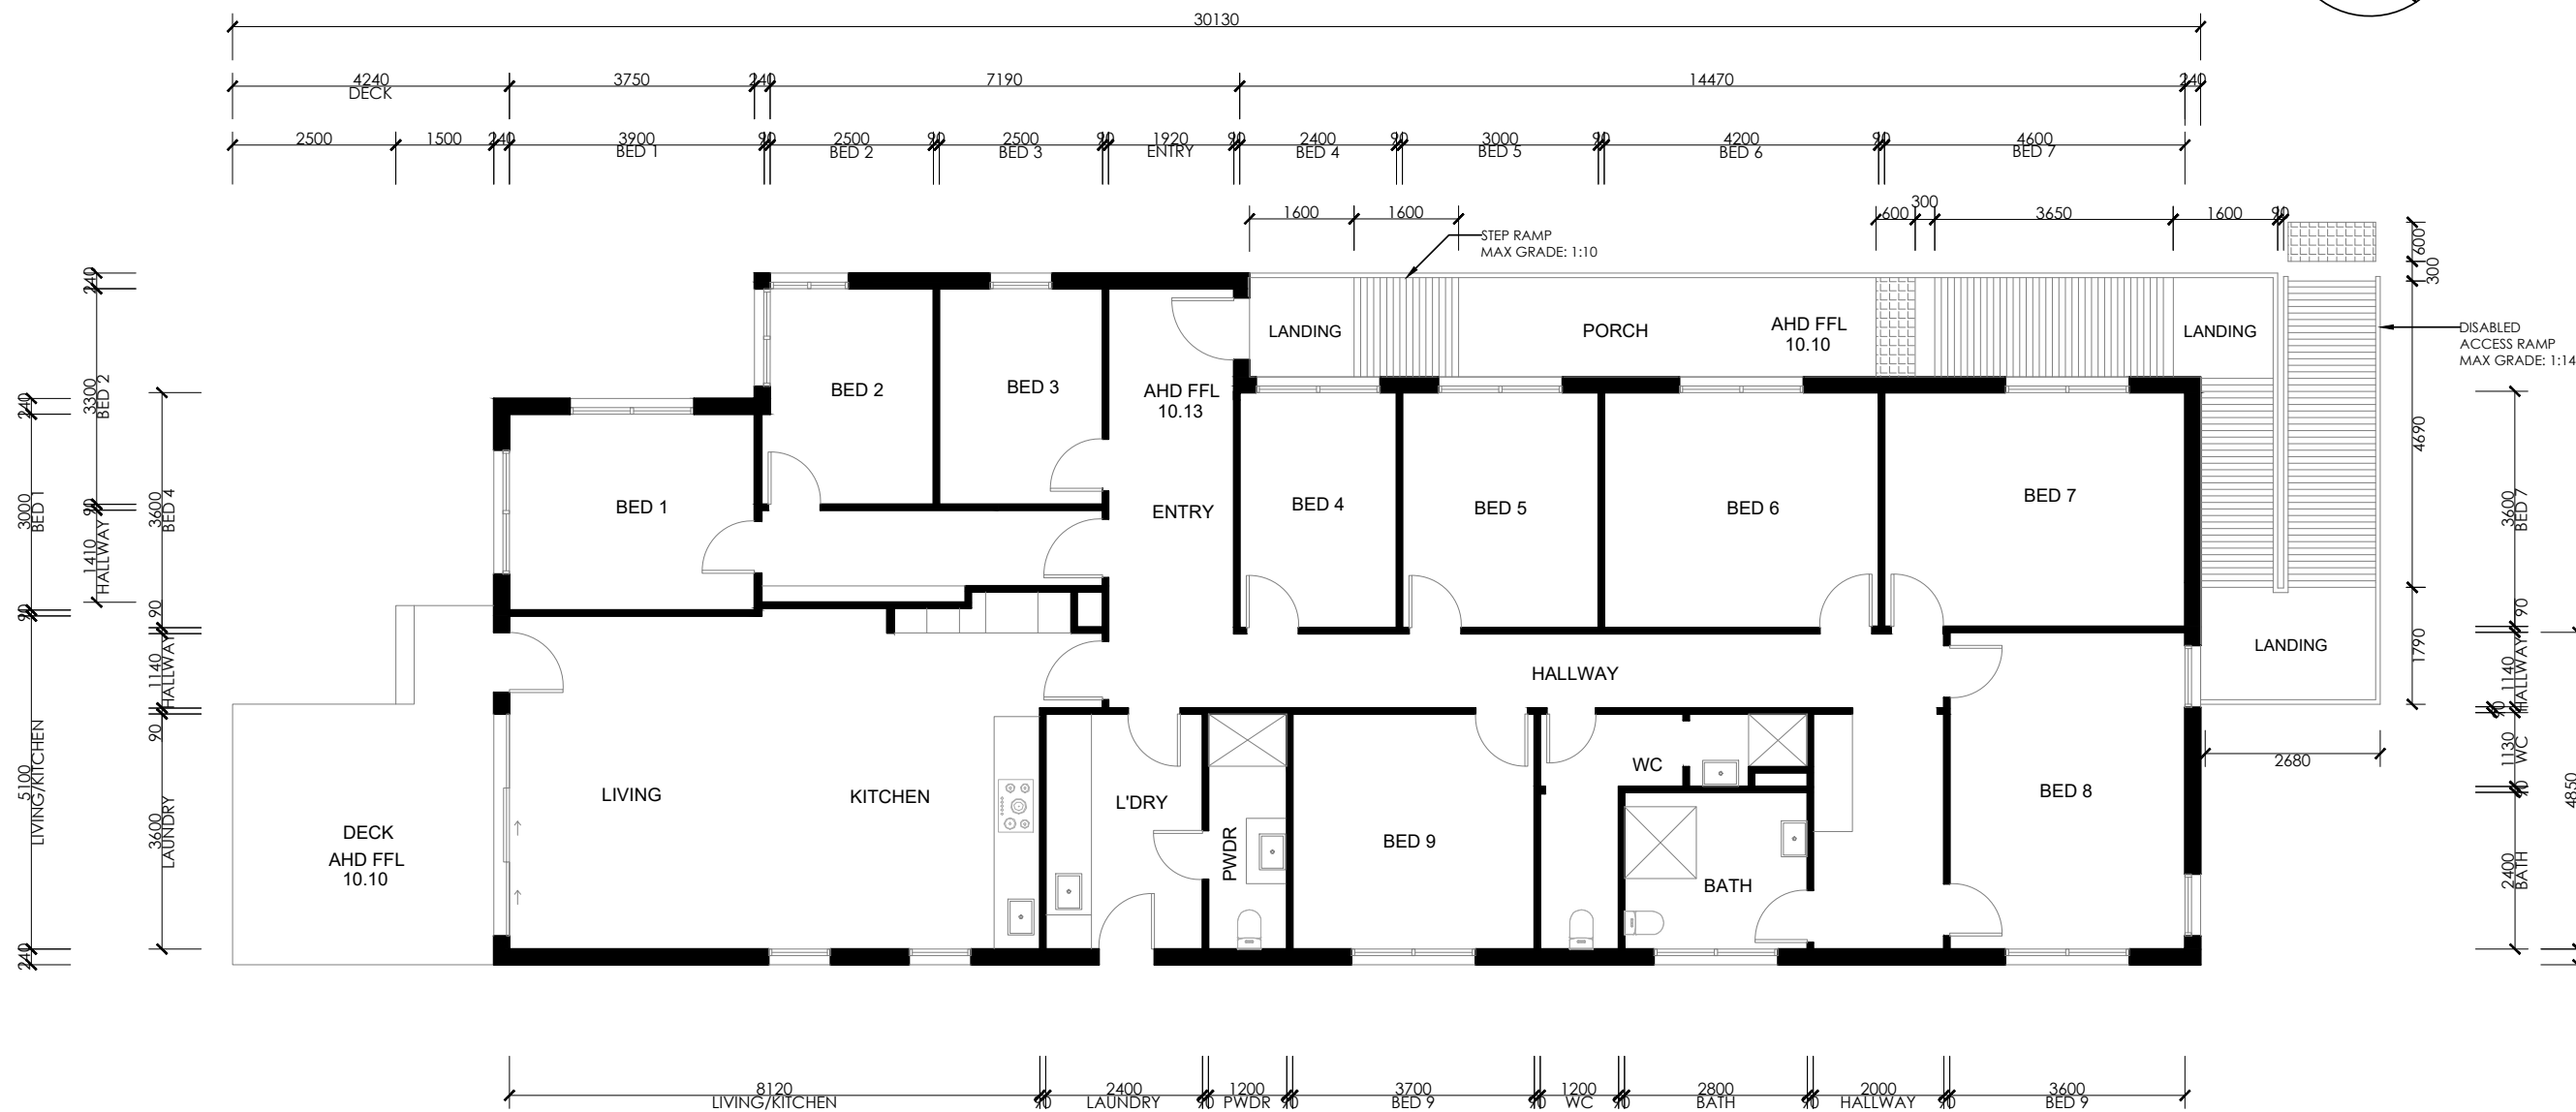 30130
4240
DECK
3750
240
7190
14470
240
2500
1500
240
3900
BED 1
90
2500
BED 2
90
2500
BED 3
90
1920
ENTRY
90
2400
BED 4
90
3000
BED 5
90
4200
BED 6
90
4600
BED 7
1600
1600
STEP RAMP
MAX GRADE: 1:10
600
300
3650
1600
90
600
300
4690
1790
2680
DISABLED
ACCESS RAMP
MAX GRADE: 1:14
240
3300
BED 2
90
1410
HALLWAY
240
3000
BED 1
90
5100
LIVING/KITCHEN
240
3600
BED 4
90
1140
HALLWAY
90
3600
LAUNDRY
LANDING
PORCH
AHD FFL
10.10
LANDING
BED 2
BED 3
AHD FFL
10.13
ENTRY
BED 1
BED 4
BED 5
BED 6
BED 7
LANDING
HALLWAY
LIVING
KITCHEN
L'DRY
PWDR
BED 9
WC
BATH
BED 8
DECK
AHD FFL
10.10
3600
BED 7
90
1140
HALLWAY
90
1130
WC
90
2400
BATH
4850
8120
LIVING/KITCHEN
90
2400
LAUNDRY
90
1200
PWDR
90
3700
BED 9
90
1200
WC
90
2800
BATH
90
2000
HALLWAY
90
3600
BED 9